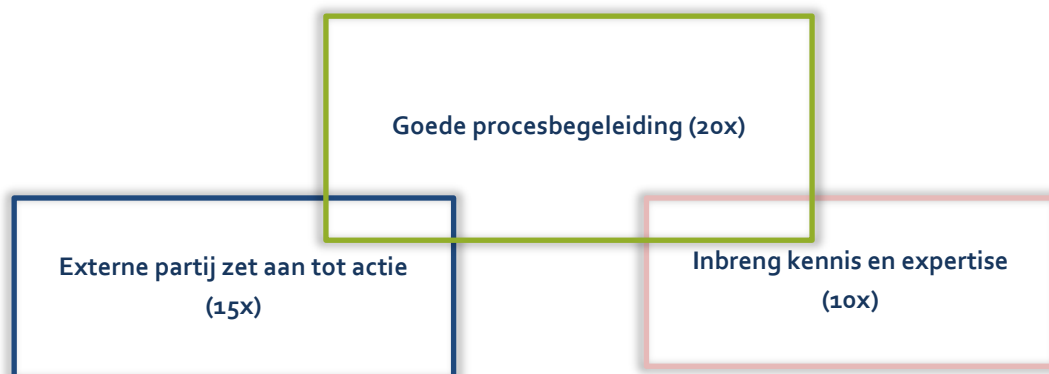 Goede procesbegeleiding (20x)
Externe partij zet aan tot actie
(15x)
Inbreng kennis en expertise
(10x)